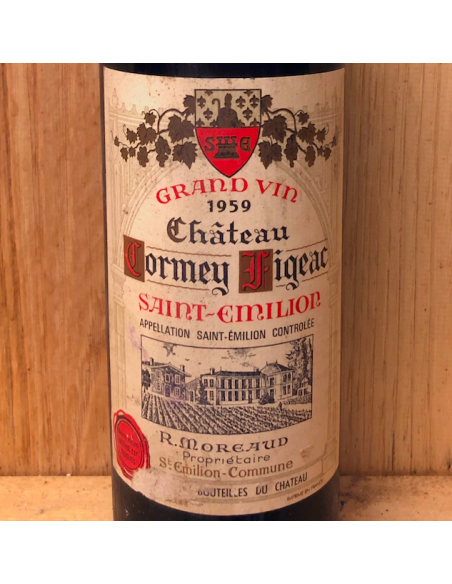 S E
GRAND VIN
1959
Château
Cormey Figeac
SAINT-EMILION
APPELLATION SAINT-ÉMILION CONTROLÉE
R. MOREAUD
Propriétaire
St Emilion-Commune
BOUTEILLES DU CHATEAU